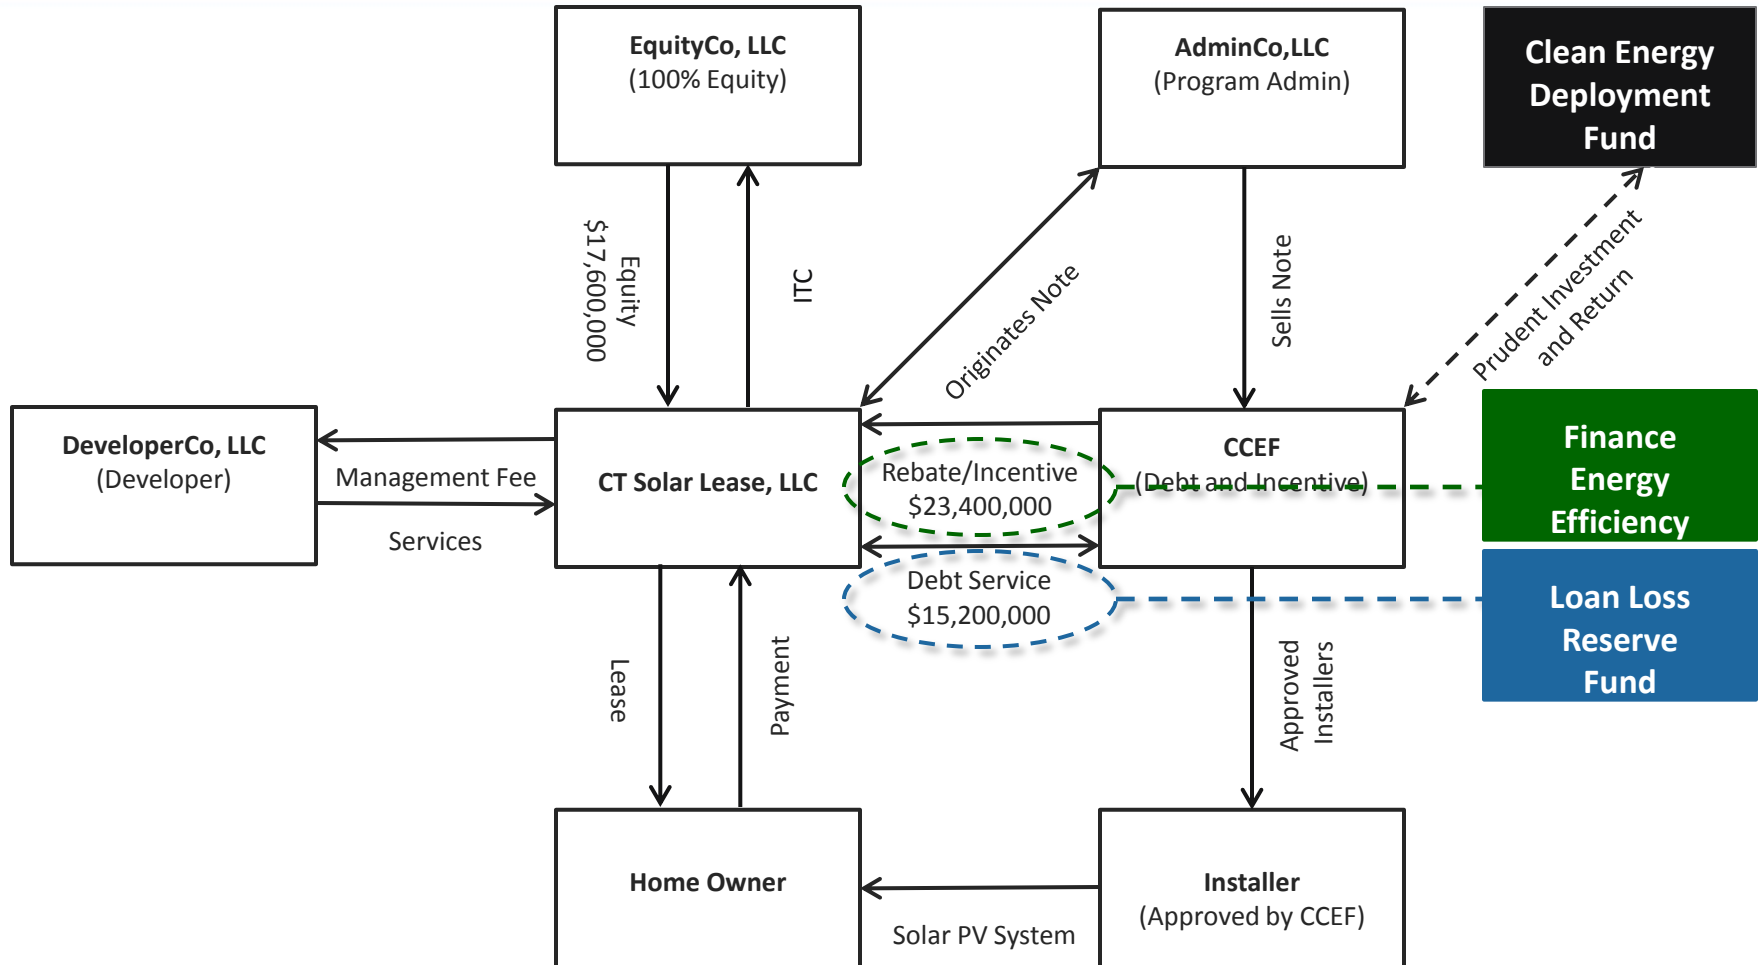 EquityCo, LLC
(100% Equity)
AdminCo,LLC
(Program Admin)
Clean Energy
Deployment
Fund
Equity
$17,600,000
ITC
Originates Note
Sells Note
Prudent Investment
and Return
DeveloperCo, LLC
(Developer)
Management Fee
Services
CT Solar Lease, LLC
Rebate/Incentive
$23,400,000
CCEF
(Debt and Incentive)
Finance
Energy
Efficiency
Debt Service
$15,200,000
Loan Loss
Reserve
Fund
Lease
Payment
Approved
Installers
Home Owner
Solar PV System
Installer
(Approved by CCEF)